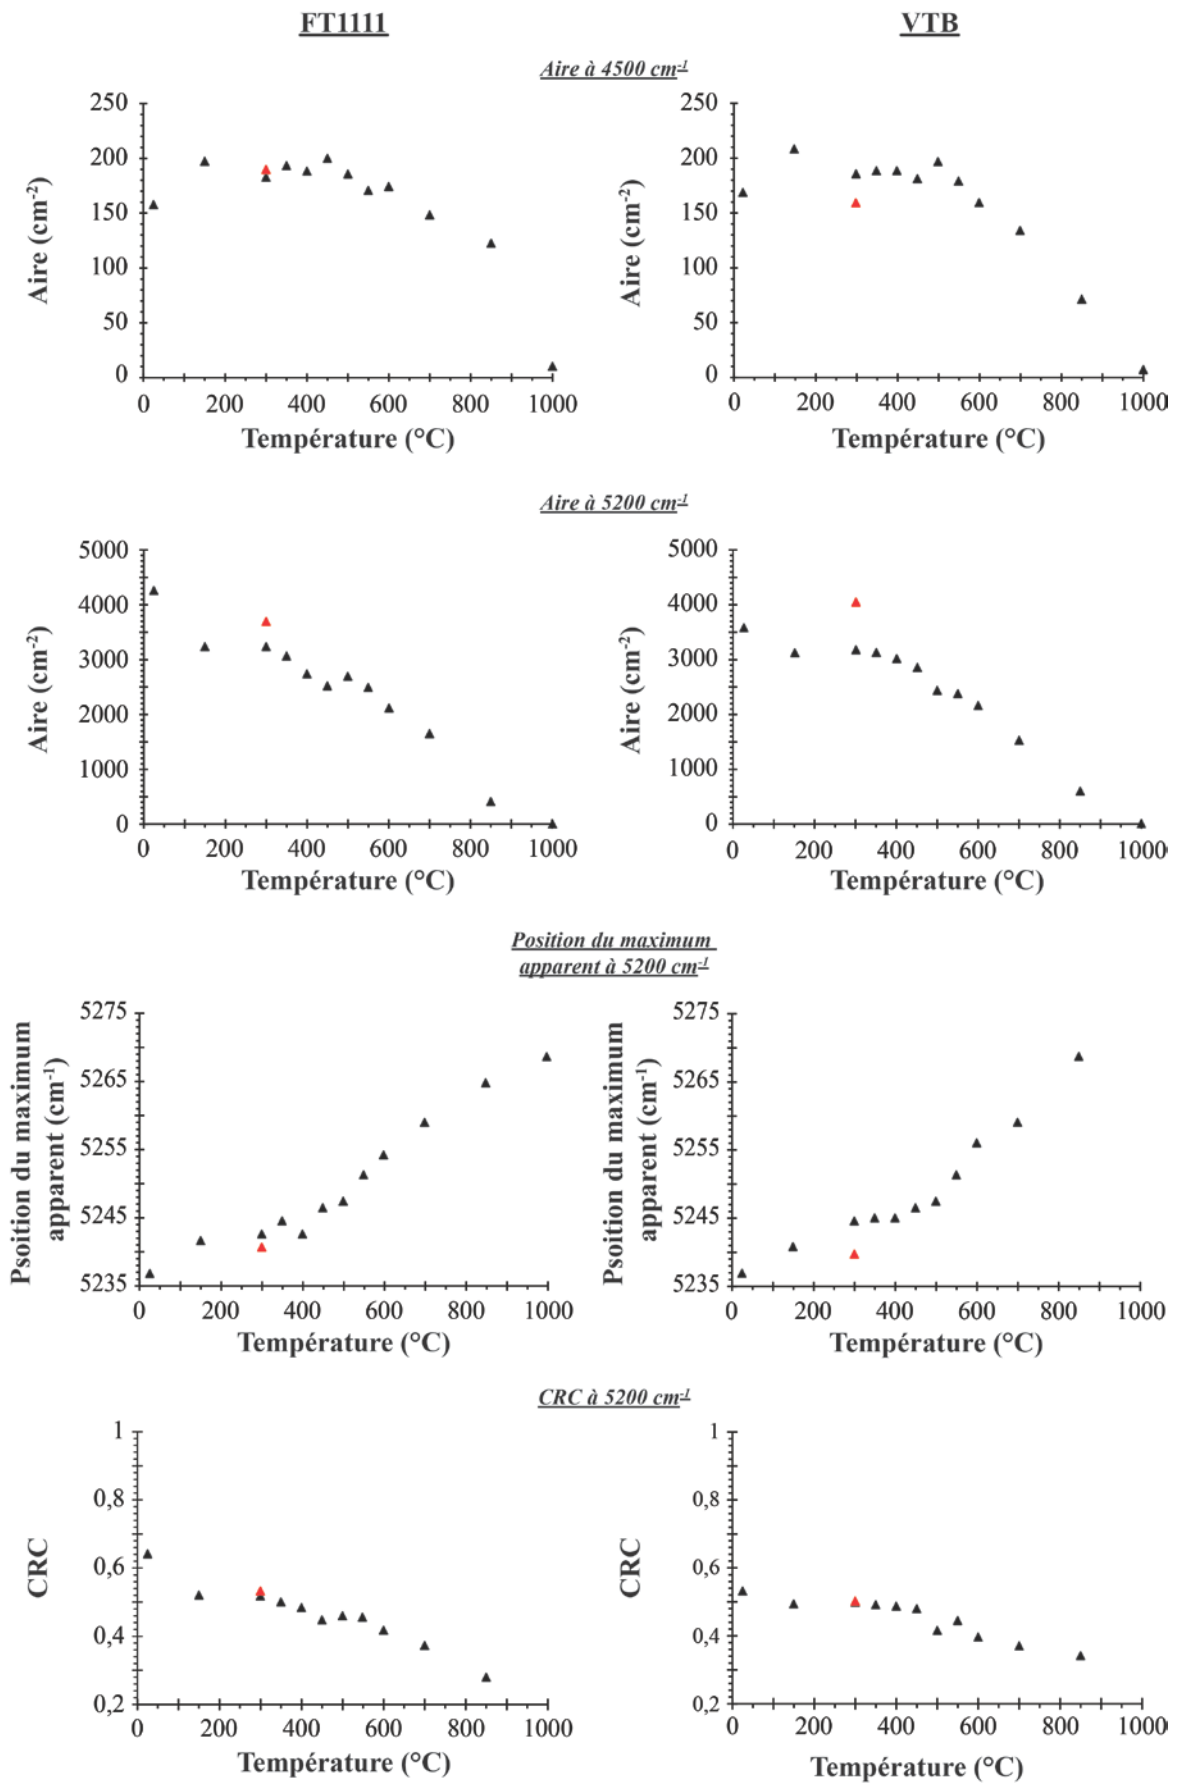 FT1111 VTB
Aire à 4500 cm-1
250 250
200 200
150 150
100 100
50 50
0 0
Aire (cm-2) Aire (cm-2)
0 200 400 600 800 1000 0 200 400 600 800 1000
Température (°C) Température (°C)
Aire à 5200 cm-1
5000 5000
4000 4000
3000 3000
2000 2000
1000 1000
0 0
Aire (cm-2) Aire (cm-2)
0 200 400 600 800 1000 0 200 400 600 800 1000
Température (°C) Température (°C)
Position du maximum
apparent à 5200 cm-1
5275 5275
5265 5265
5255 5255
5245 5245
5235 5235
Psoition du maximum
apparent (cm-1)
Psoition du maximum
apparent (cm-1)
0 200 400 600 800 1000 0 200 400 600 800 1000
Température (°C) Température (°C)
CRC à 5200 cm-1
1 1
0,8 0,8
0,6 0,6
0,4 0,4
0,2 0,2
CRC CRC
0 200 400 600 800 1000 0 200 400 600 800 1000
Température (°C) Température (°C)